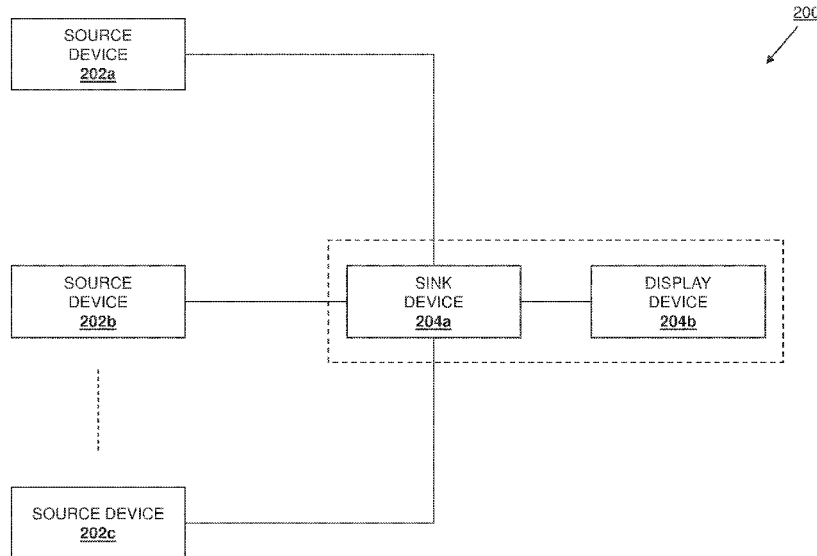 200
SOURCE
DEVICE
202a
SOURCE
DEVICE
202b
SINK
DEVICE
204a
DISPLAY
DEVICE
204b
SOURCE DEVICE
202c